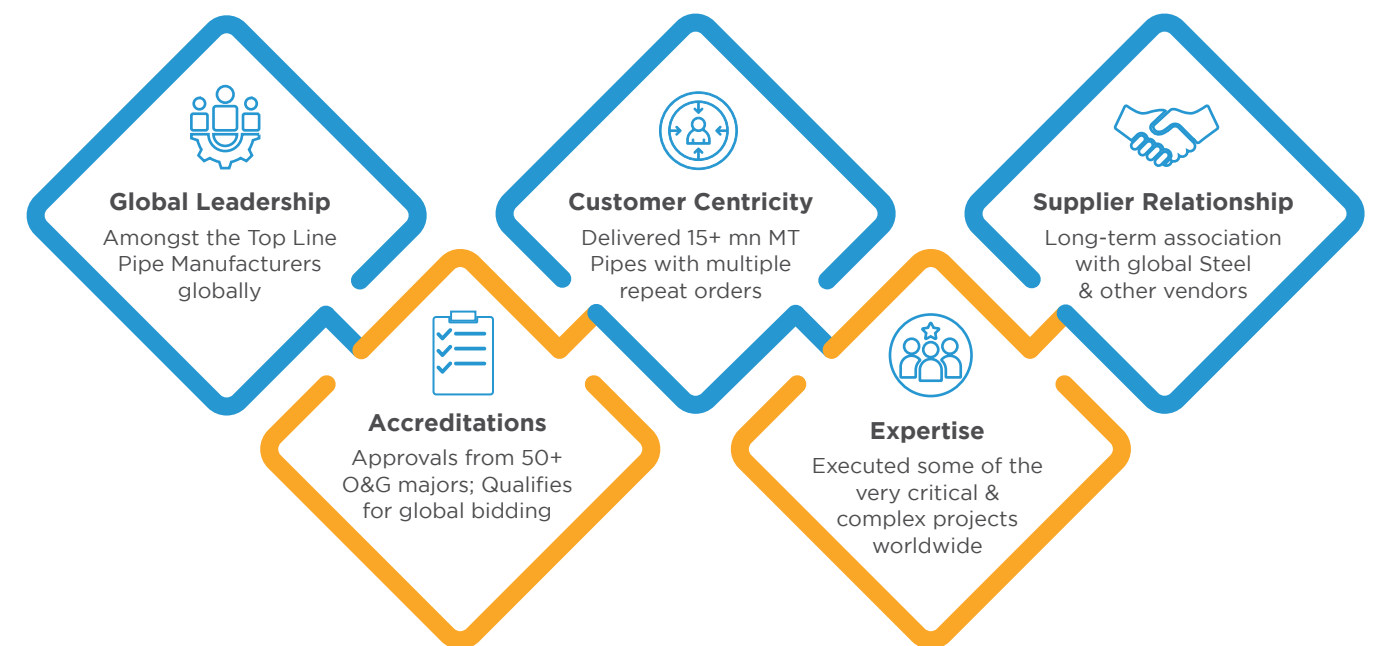 Global Leadership
Amongst the Top Line
Pipe Manufacturers
globally
Accreditations
Approvals from 50+
O&G majors; Qualifies
for global bidding
Customer Centricity
Delivered 15+ mn MT
Pipes with multiple
repeat orders
Expertise
Executed some of the
very critical &
complex projects
worldwide
Supplier Relationship
Long-term association
with global Steel
& other vendors